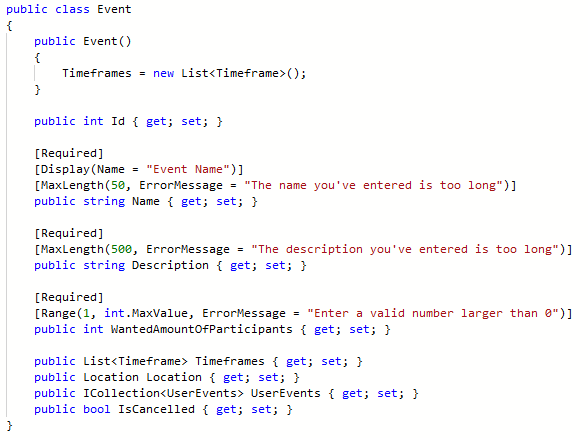 public class Event
{
    public Event()
    {
        Timeframes = new List<Timeframe>();
    }

    public int Id { get; set; }

    [Required]
    [Display(Name = "Event Name")]
    [MaxLength(50, ErrorMessage = "The name you've entered is too long")]
    public string Name { get; set; }

    [Required]
    [MaxLength(500, ErrorMessage = "The description you've entered is too long")]
    public string Description { get; set; }

    [Required]
    [Range(1, int.MaxValue, ErrorMessage = "Enter a valid number larger than 0")]
    public int WantedAmountOfParticipants { get; set; }

    public List<Timeframe> Timeframes { get; set; }
    public Location Location { get; set; }
    public ICollection<UserEvents> UserEvents { get; set; }
    public bool IsCancelled { get; set; }
}